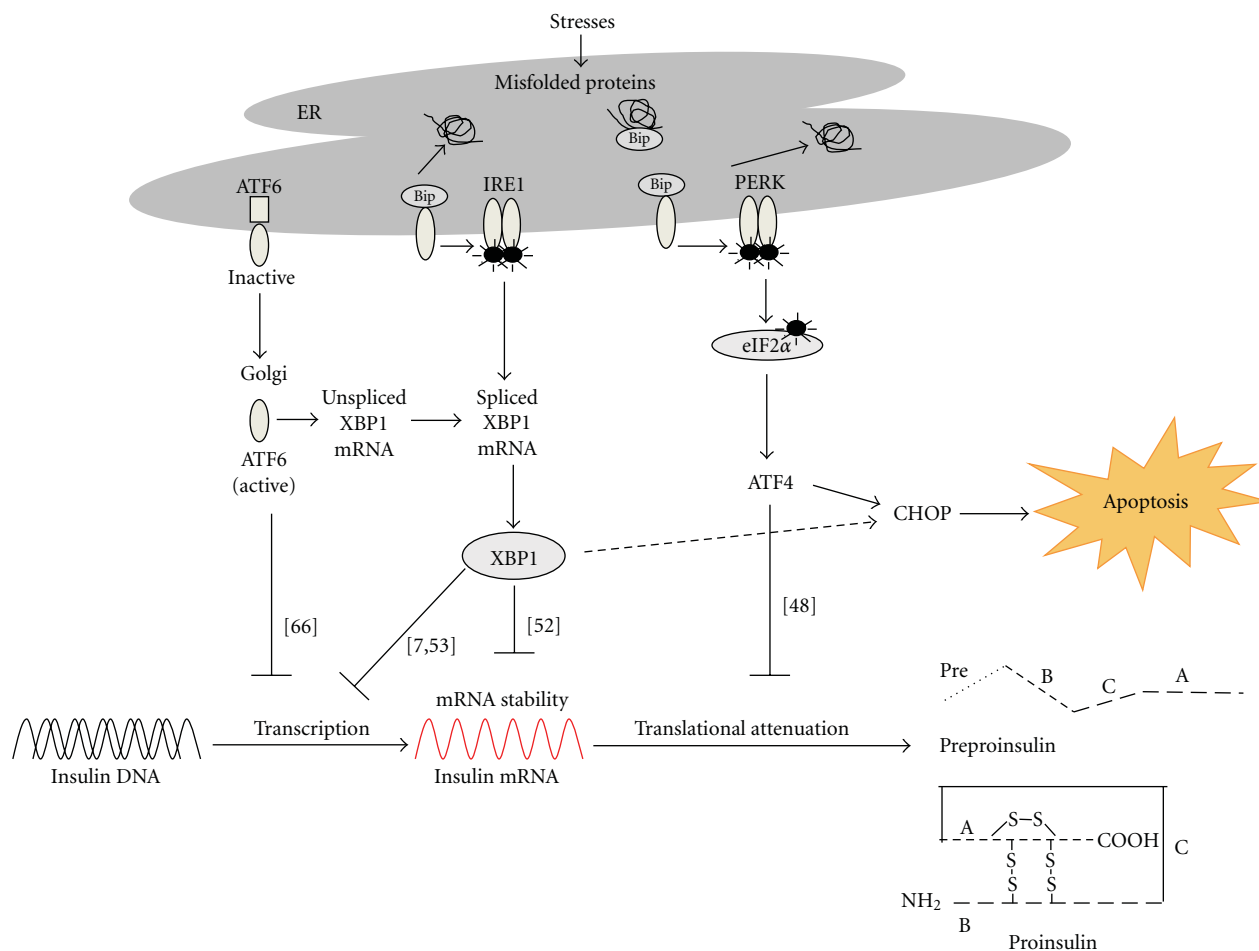 Stresses
Misfolded proteins
ER
Bip
ATF6
Bip
IRE1
Bip
PERK
Inactive
eIF2α
Golgi
Unspliced
XBP1
mRNA
Spliced
XBP1
mRNA
ATF6
(active)
ATF4
CHOP
Apoptosis
XBP1
[66]
[7,53]
[52]
[48]
Pre
B
C
A
mRNA stability
Transcription
Translational attenuation
Preproinsulin
Insulin DNA
Insulin mRNA
A
S–S
COOH
C
S
S
S
S
NH2
B
Proinsulin